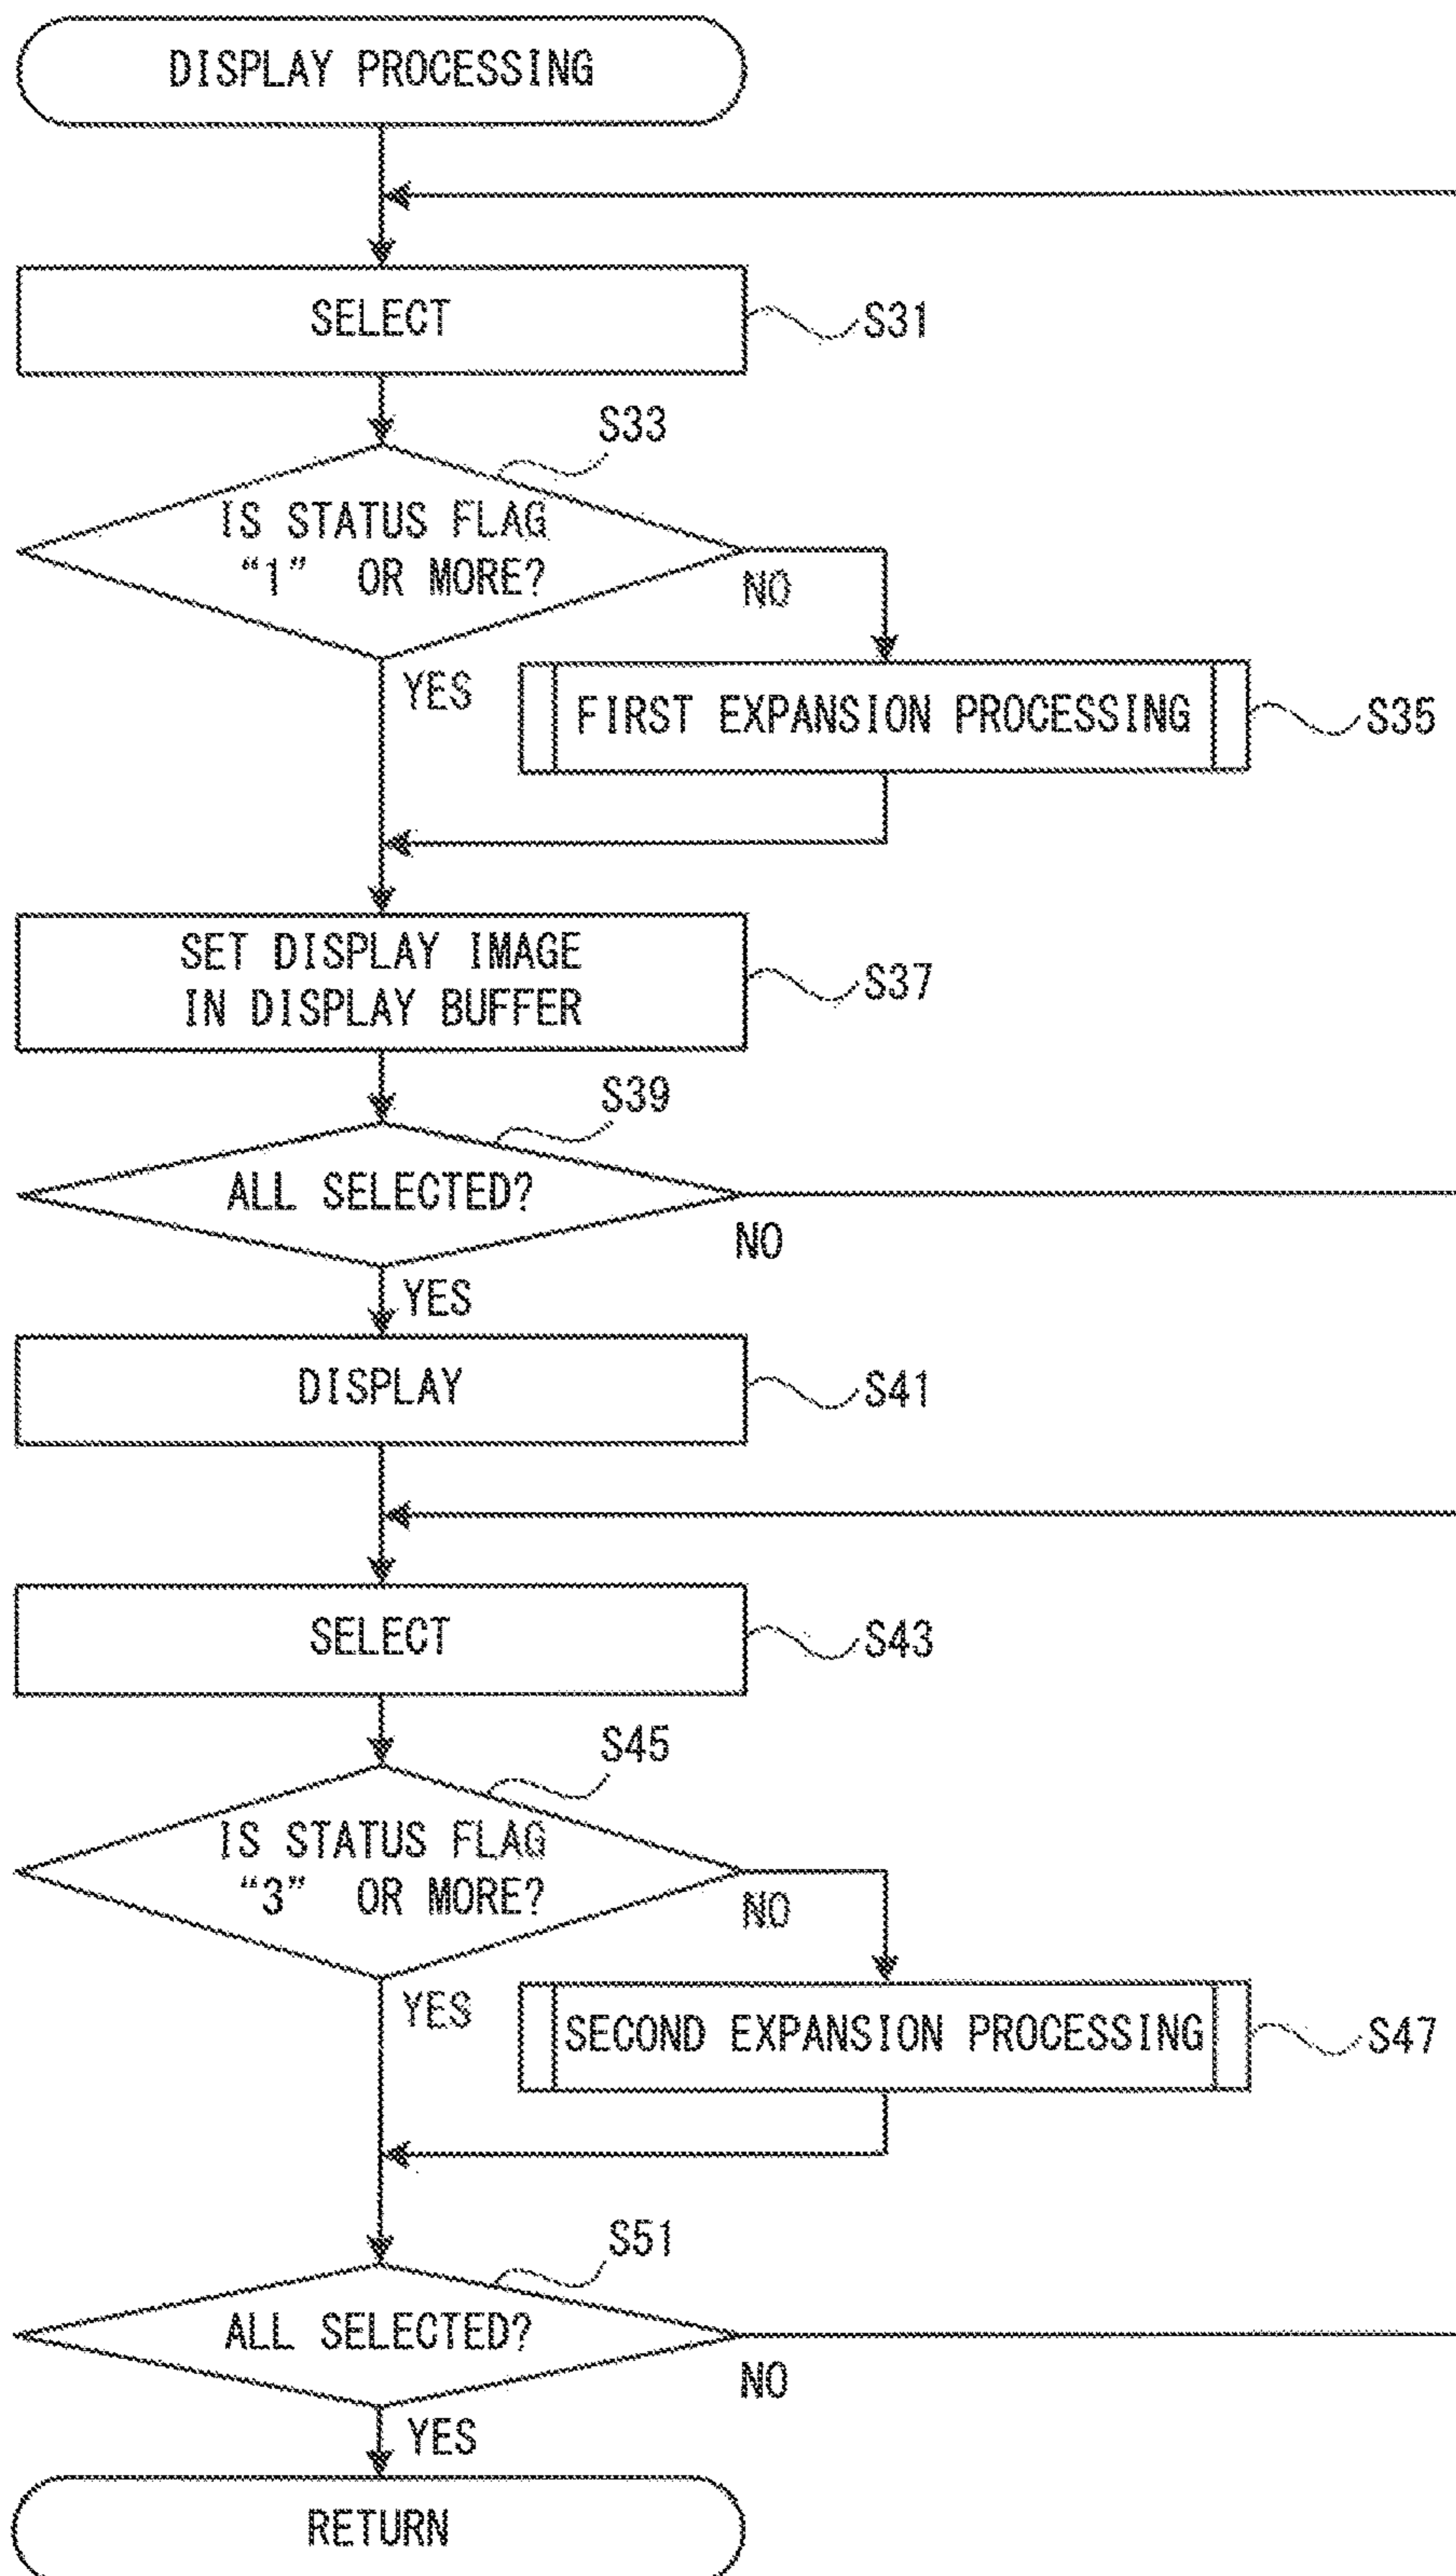 DISPLAY PROCESSING
SELECT
S31
S33
IS STATUS FLAG
“1” OR MORE?
NO
YES
FIRST EXPANSION PROCESSING
S35
SET DISPLAY IMAGE
IN DISPLAY BUFFER
S37
S39
ALL SELECTED?
NO
YES
DISPLAY
S41
SELECT
S43
S45
IS STATUS FLAG
“3” OR MORE?
NO
YES
SECOND EXPANSION PROCESSING
S47
S51
ALL SELECTED?
NO
YES
RETURN